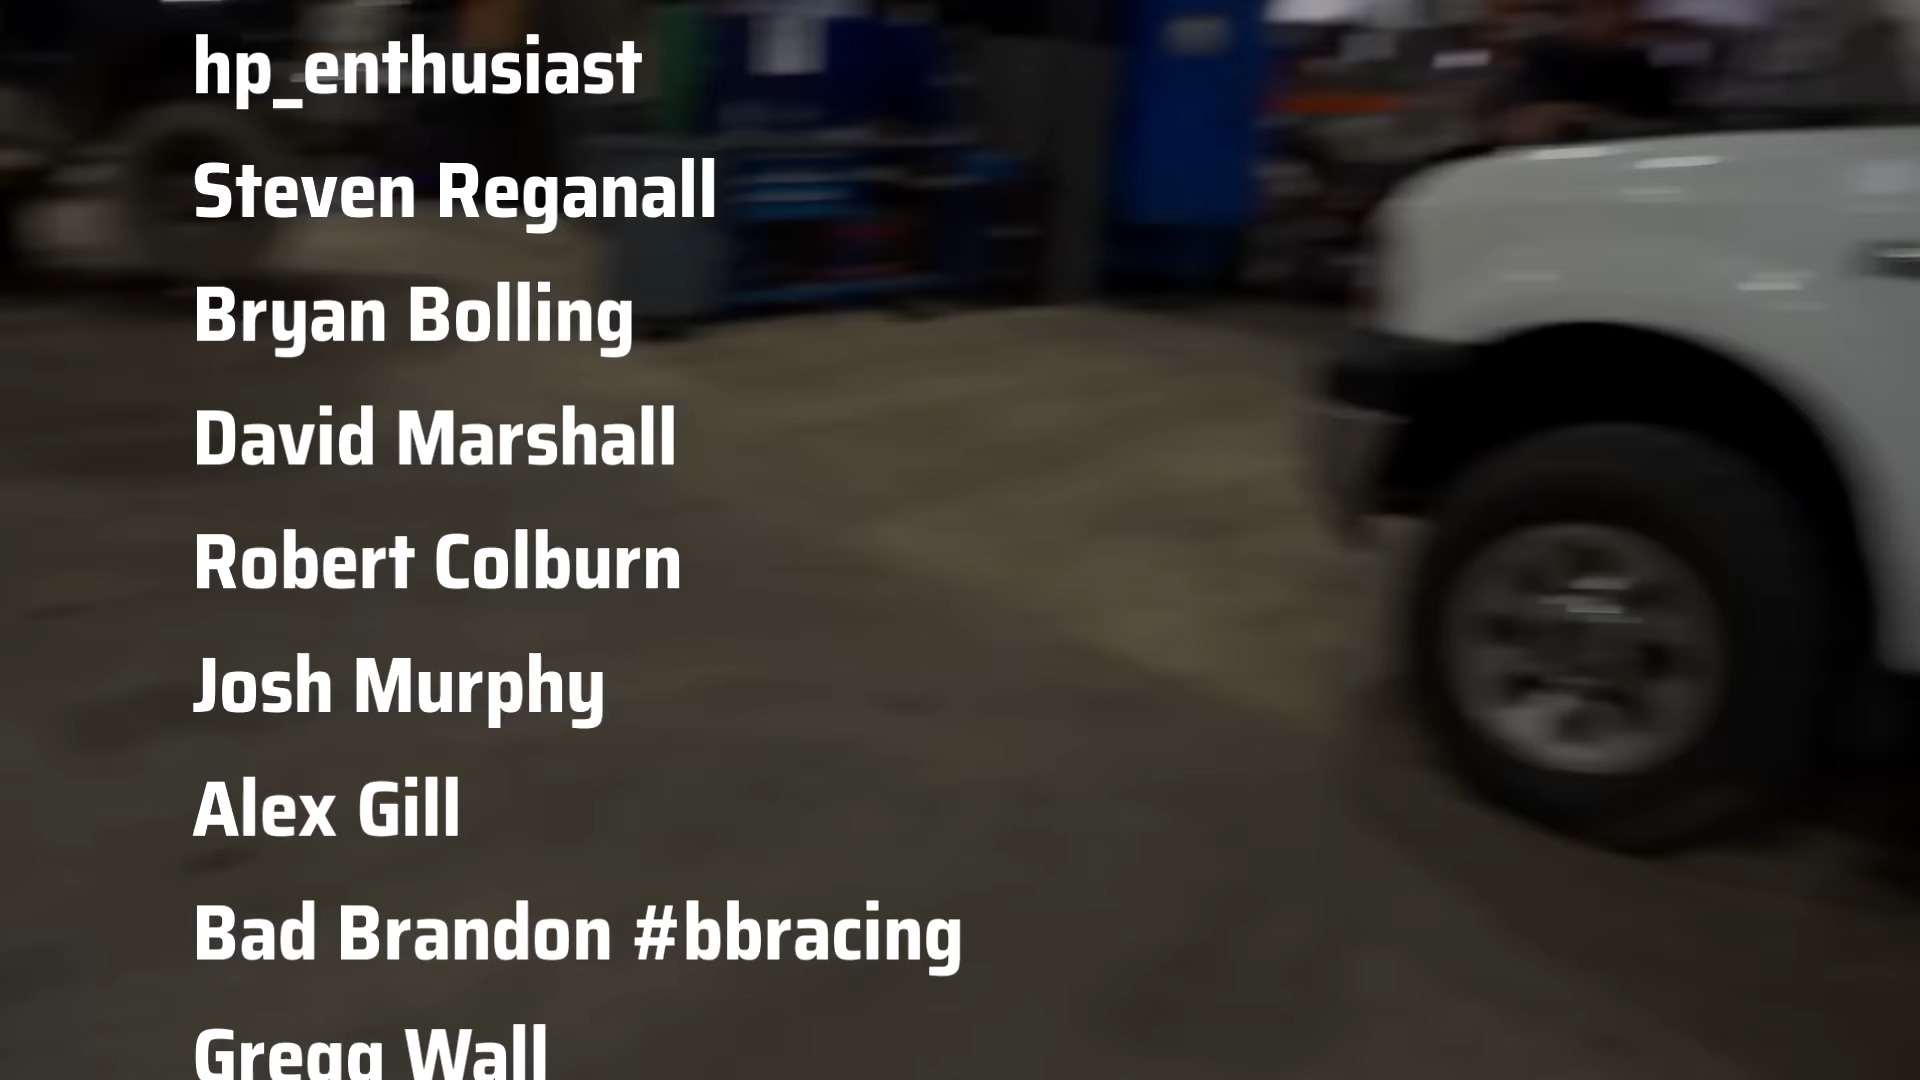 hp_enthusiast
Steven Reganall
Bryan Bolling
David Marshall
Robert Colburn
Josh Murphy
Alex Gill
Bad Brandon #bbracing
Gregg Wall